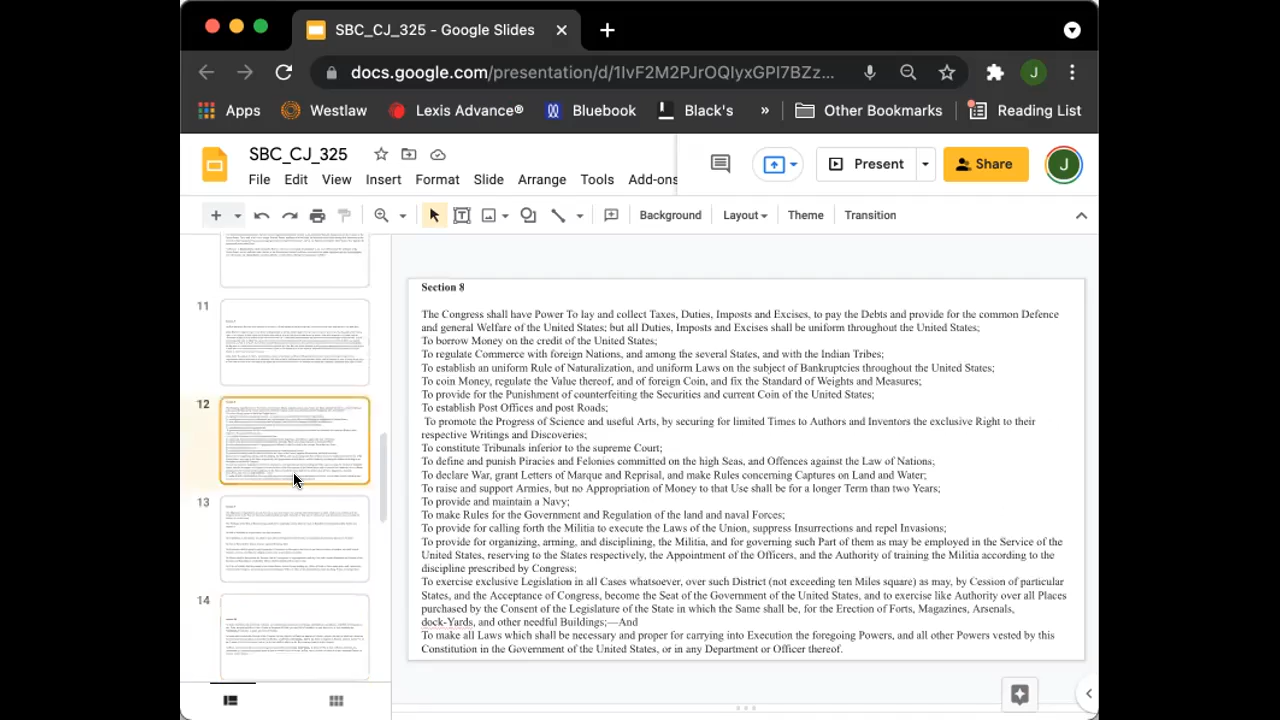 SBC_CJ_325 - Google Slides
docs.google.com/presentation/d/1IvF2M2PJrOQIyxGPI7BZz...
J
Apps
Westlaw
Lexis Advance®
Bluebook
Black's
»
Other Bookmarks
Reading List
SBC_CJ_325
File Edit View Insert Format Slide Arrange Tools Add-ons
Present
Share
J
Background Layout Theme Transition
11
12
13
14
Section 8
The Congress shall have Power To lay and collect Taxes, Duties, Imposts and Excises, to pay the Debts and provide for the common Defence
and general Welfare of the United States; but all Duties, Imposts and Excises shall be uniform throughout the United States;
To borrow Money on the credit of the United States;
To regulate Commerce with foreign Nations, and among the several States, and with the Indian Tribes;
To establish an uniform Rule of Naturalization, and uniform Laws on the subject of Bankruptcies throughout the United States;
To coin Money, regulate the Value thereof, and of foreign Coin, and fix the Standard of Weights and Measures;
To provide for the Punishment of counterfeiting the Securities and current Coin of the United States;
To establish Post Offices and post Roads;
To promote the Progress of Science and useful Arts, by securing for limited Times to Authors and Inventors the exclusive Right to their
respective Writings and Discoveries;
To constitute Tribunals inferior to the supreme Court;
To define and punish Piracies and Felonies committed on the high Seas, and Offences against the Law of Nations;
To declare War, grant Letters of Marque and Reprisal, and make Rules concerning Captures on Land and Water;
To raise and support Armies, but no Appropriation of Money to that Use shall be for a longer Term than two Years;
To provide and maintain a Navy;
To make Rules for the Government and Regulation of the land and naval Forces;
To provide for calling forth the Militia to execute the Laws of the Union, suppress Insurrections and repel Invasions;
To provide for organizing, arming, and disciplining, the Militia, and for governing such Part of them as may be employed in the Service of the
United States, reserving to the States respectively, the Appointment of the Officers, and the Authority of training the Militia according to the
discipline prescribed by Congress;
To exercise exclusive Legislation in all Cases whatsoever, over such District (not exceeding ten Miles square) as may, by Cession of particular
States, and the Acceptance of Congress, become the Seat of the Government of the United States, and to exercise like Authority over all Places
purchased by the Consent of the Legislature of the State in which the Same shall be, for the Erection of Forts, Magazines, Arsenals,
dock-Yards, and other needful Buildings;—And
To make all Laws which shall be necessary and proper for carrying into Execution the foregoing Powers, and all other Powers vested by this
Constitution in the Government of the United States, or in any Department or Officer thereof.